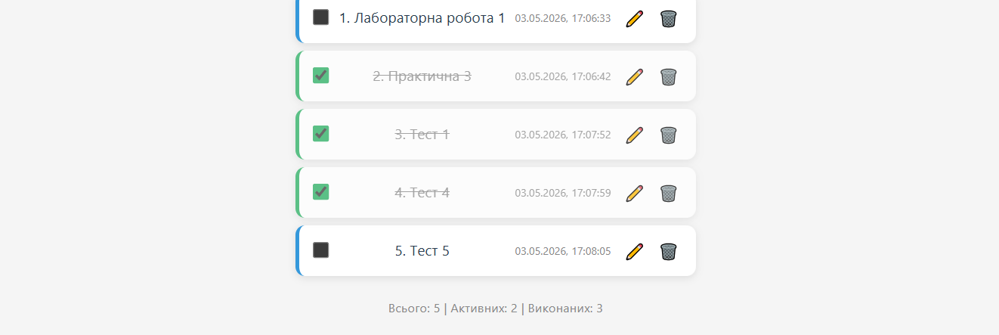 1. Лабораторна робота 1 03.05.2026, 17:06:33
2. Практична 3 03.05.2026, 17:06:42
3. Тест 1 03.05.2026, 17:07:52
4. Тест 4 03.05.2026, 17:07:59
5. Тест 5 03.05.2026, 17:08:05
Всього: 5 | Активних: 2 | Виконаних: 3